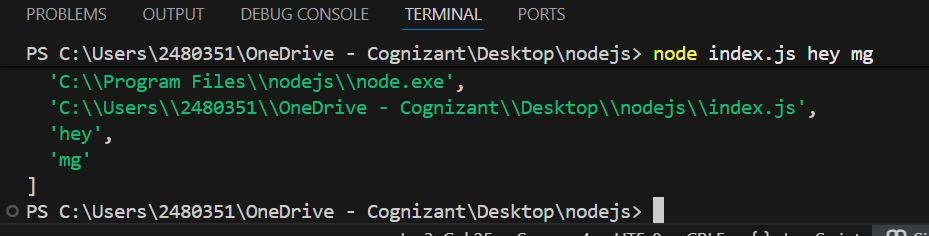 PROBLEMS OUTPUT DEBUG CONSOLE TERMINAL PORTS
PS C:\Users\2480351\OneDrive - Cognizant\Desktop\nodejs> node index.js hey mg
'C:\\Program Files\\nodejs\\node.exe',
'C:\\Users\\2480351\\OneDrive - Cognizant\\Desktop\\nodejs\\index.js',
'hey',
'mg'
]
PS C:\Users\2480351\OneDrive - Cognizant\Desktop\nodejs>